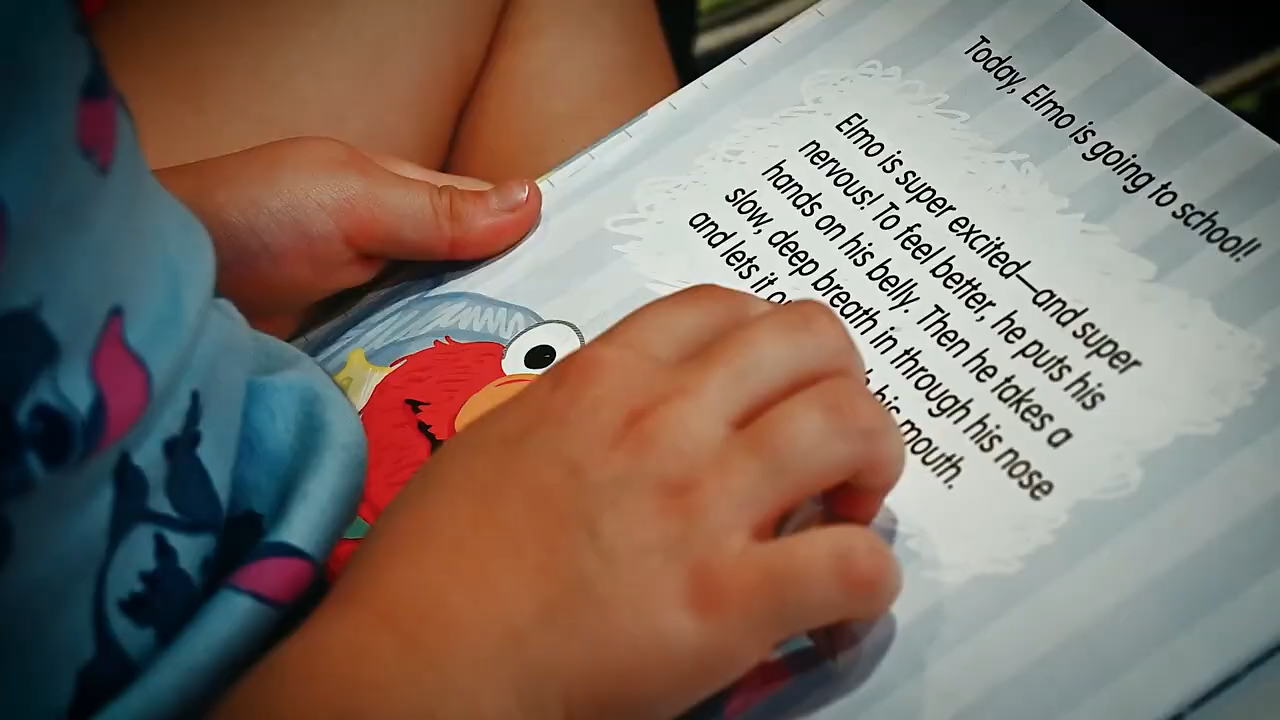 Today, Elmo is going to school!
Elmo is super excited—and super
nervous! To feel better, he puts his
hands on his belly. Then he takes a
slow, deep breath in through his nose
and lets it his mouth.